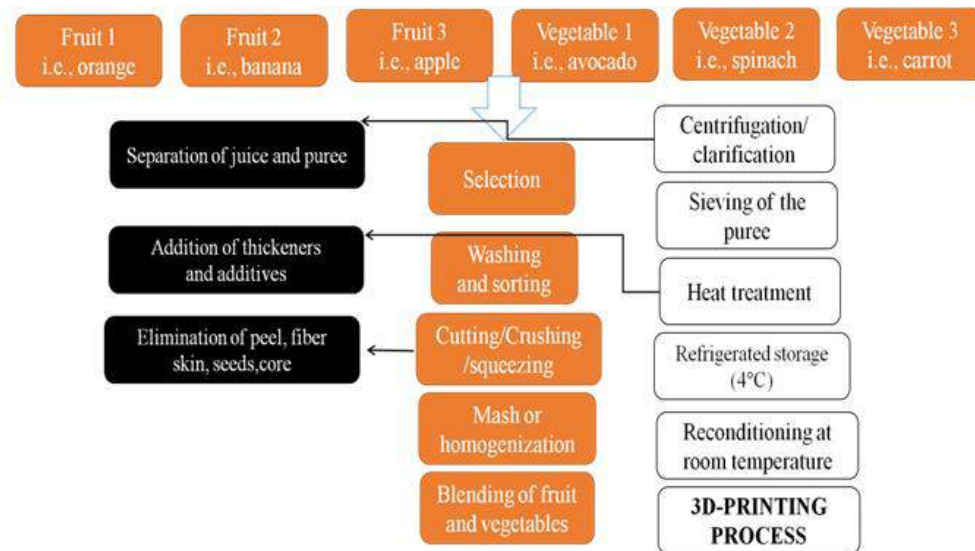 Fruit 1
i.e., orange
Fruit 2
i.e., banana
Fruit 3
i.e., apple
Vegetable 1
i.e., avocado
Vegetable 2
i.e., spinach
Vegetable 3
i.e., carrot
Separation of juice and puree
Addition of thickeners
and additives
Elimination of peel, fiber
skin, seeds,core
Selection
Washing
and sorting
Cutting/Crushing
/squeezing
Mash or
homogenization
Blending of fruit
and vegetables
Centrifugation/
clarification
Sieving of the
puree
Heat treatment
Refrigerated storage
(4°C)
Reconditioning at
room temperature
3D-PRINTING
PROCESS